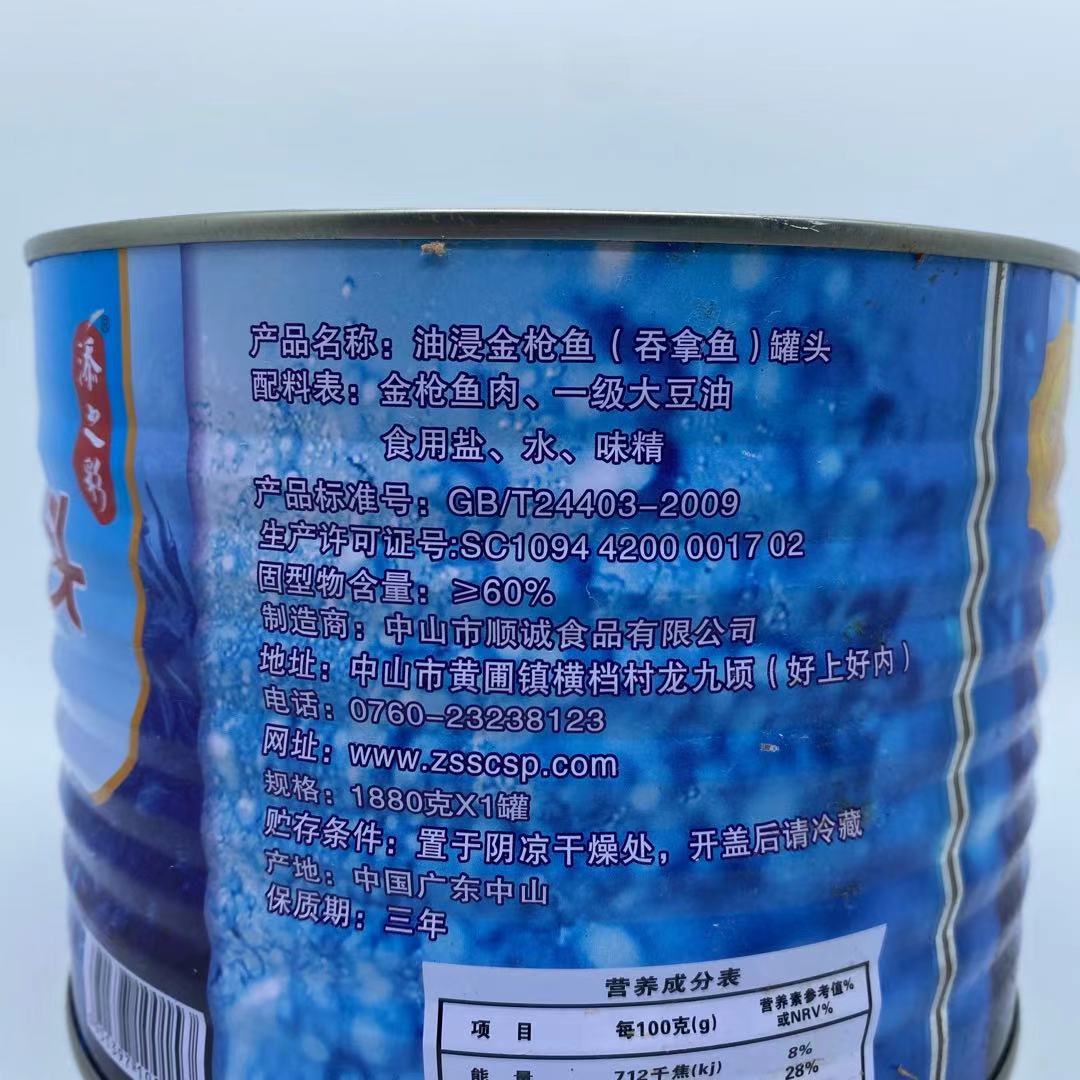 添之彩®
头
产品名称：油浸金枪鱼（吞拿鱼）罐头
配料表：金枪鱼肉、一级大豆油
食用盐、水、味精
产品标准号：GB/T24403-2009
生产许可证号:SC1094 4200 0017 02
固型物含量：≥60%
制造商：中山市顺诚食品有限公司
地址：中山市黄圃镇横档村龙九顷（好上好内）
电话：0760-23238123
网址：www.zsscsp.com
规格：1880克X1罐
贮存条件：置于阴凉干燥处，开盖后请冷藏
产地：中国广东中山
保质期：三年
营养成分表
项 目 每100克(g) 营养素参考值%或NRV%
能 量 712千焦(kj) 8%
28%